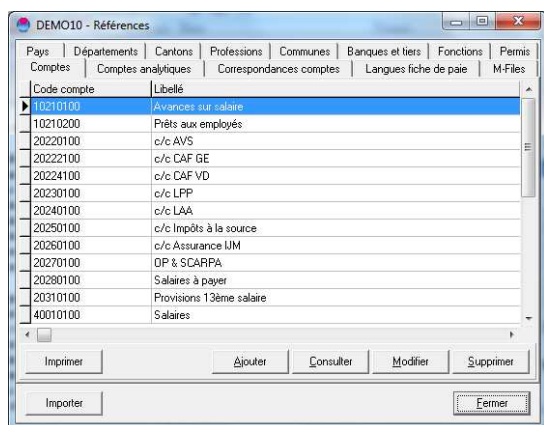 DEMO10 - Références
Pays Départements Cantons Professions Communes Banques et tiers Fonctions Permis
Comptes Comptes analytiques Correspondances comptes Langues fiche de paie M-Files
Code compte Libellé
10210100 Avances sur salaire
10210200 Prêts aux employés
20220100 c/c AVS
20222100 c/c CAF GE
20224100 c/c CAF VD
20230100 c/c LPP
20240100 c/c LAA
20250100 c/c Impôts à la source
20260100 c/c Assurance IJM
20270100 OP & SCARPA
20280100 Salaires à payer
20310100 Provisions 13ème salaire
40010100 Salaires
Imprimer Ajouter Consulter Modifier Supprimer
Importer Fermer